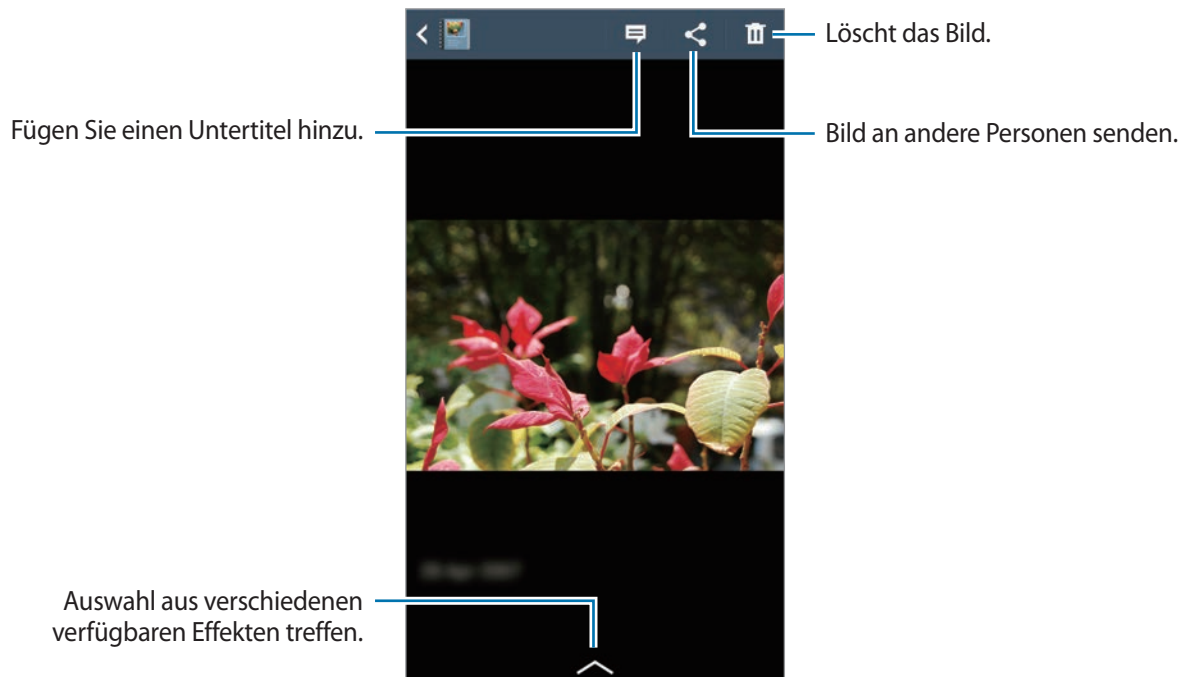 Löscht das Bild.
Fügen Sie einen Untertitel hinzu.
Bild an andere Personen senden.
Auswahl aus verschiedenen
verfügbaren Effekten treffen.